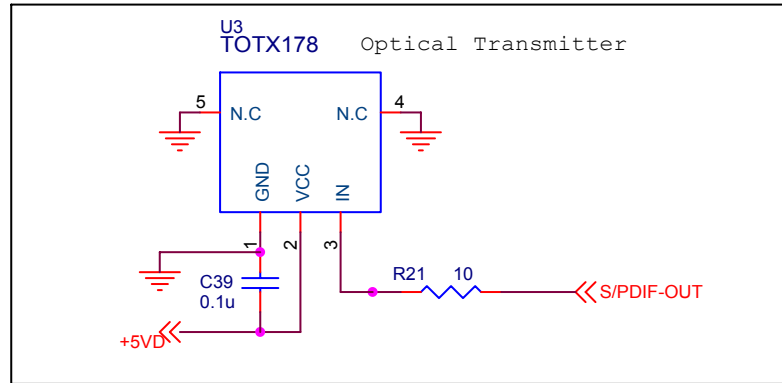 U3
TOTX178 Optical Transmitter
5 N.C N.C 4
GND VCC IN
1 2 3
C39
0.1u
R21 10
S/PDIF-OUT
+5VD